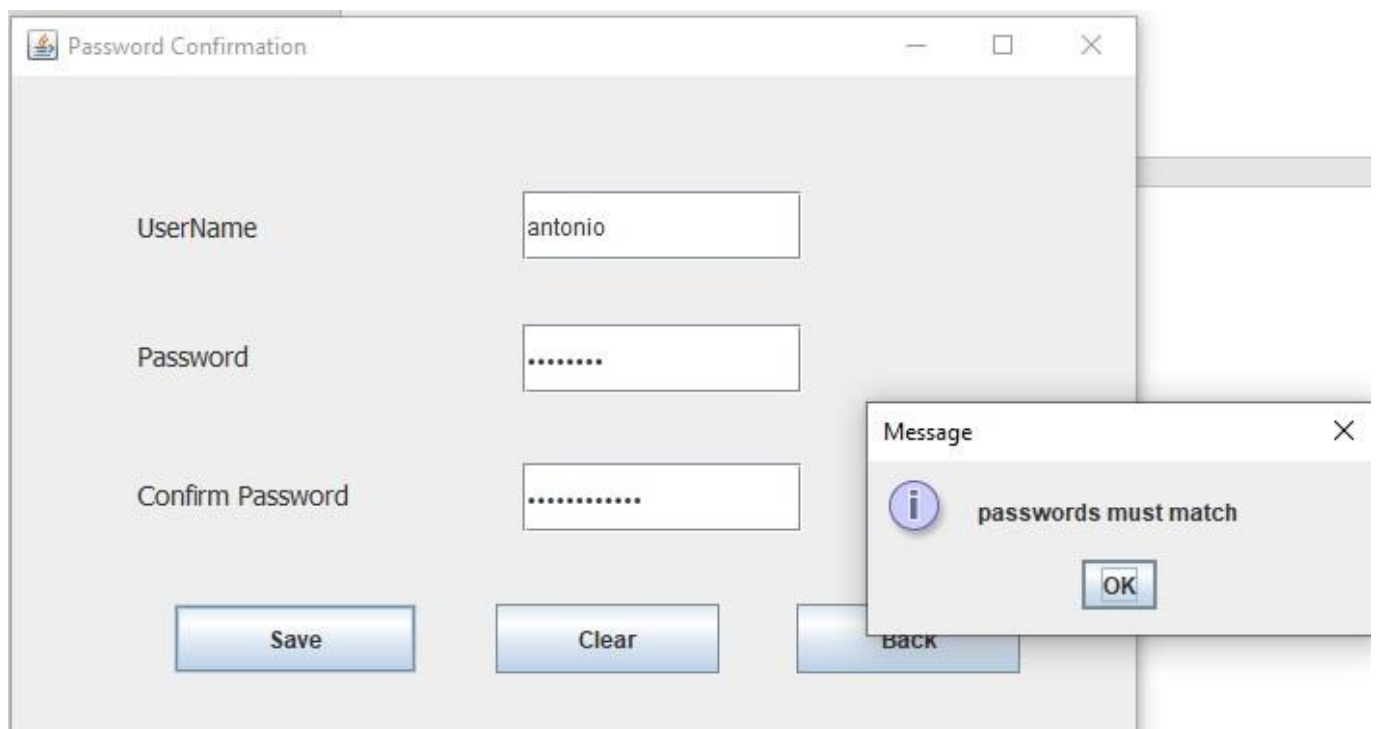 Password Confirmation
UserName
antonio
Password
••••••••
Confirm Password
••••••••••••
Message
passwords must match
OK
Save
Clear
Back